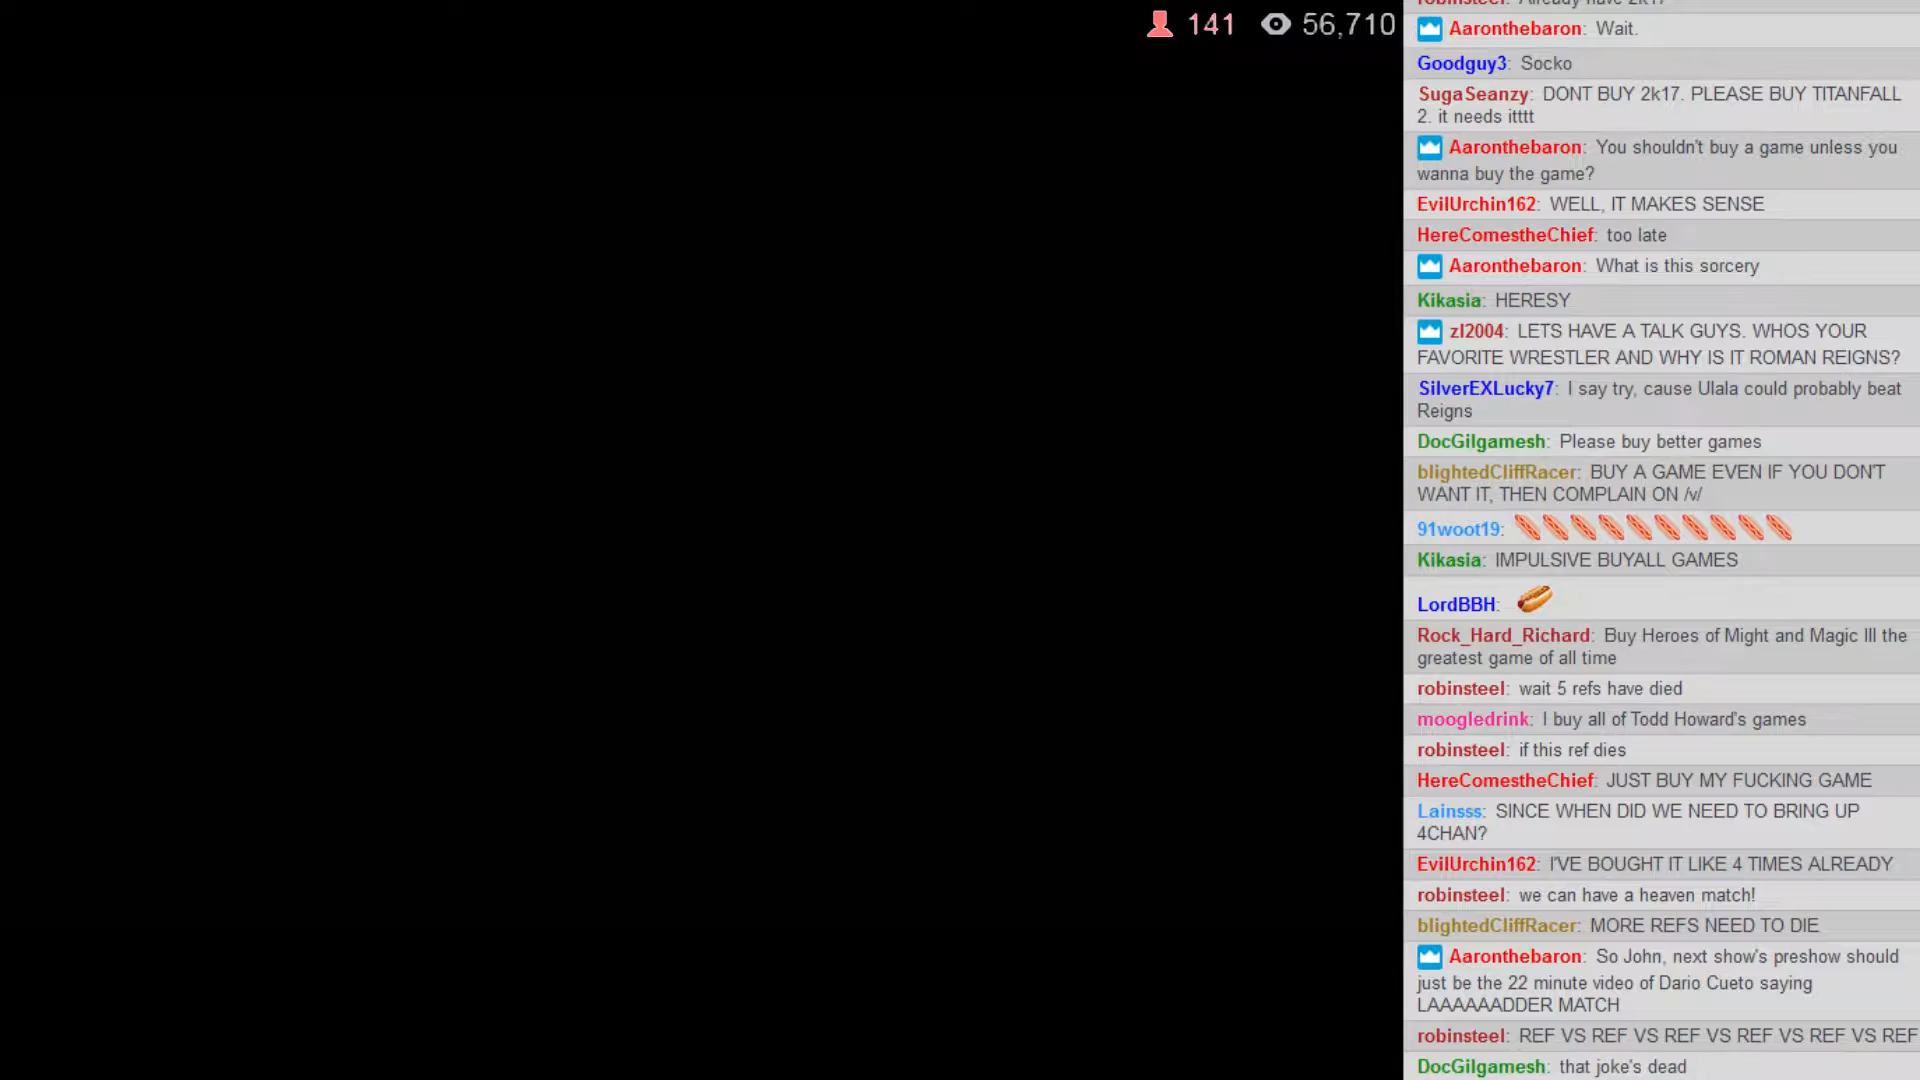 141 56,710
robinsteel: Already have 2k17
Aaronthebaron: Wait.
Goodguy3: Socko
SugaSeanzy: DONT BUY 2k17. PLEASE BUY TITANFALL
2. it needs itttt
Aaronthebaron: You shouldn't buy a game unless you
wanna buy the game?
EvilUrchin162: WELL, IT MAKES SENSE
HereComestheChief: too late
Aaronthebaron: What is this sorcery
Kikasia: HERESY
zl2004: LETS HAVE A TALK GUYS. WHOS YOUR
FAVORITE WRESTLER AND WHY IS IT ROMAN REIGNS?
SilverEXLucky7: I say try, cause Ulala could probably beat
Reigns
DocGilgamesh: Please buy better games
blightedCliffRacer: BUY A GAME EVEN IF YOU DON'T
WANT IT, THEN COMPLAIN ON /v/
91woot19:
Kikasia: IMPULSIVE BUYALL GAMES
LordBBH:
Rock_Hard_Richard: Buy Heroes of Might and Magic III the
greatest game of all time
robinsteel: wait 5 refs have died
moogledrink: I buy all of Todd Howard's games
robinsteel: if this ref dies
HereComestheChief: JUST BUY MY FUCKING GAME
Lainsss: SINCE WHEN DID WE NEED TO BRING UP
4CHAN?
EvilUrchin162: I'VE BOUGHT IT LIKE 4 TIMES ALREADY
robinsteel: we can have a heaven match!
blightedCliffRacer: MORE REFS NEED TO DIE
Aaronthebaron: So John, next show's preshow should
just be the 22 minute video of Dario Cueto saying
LAAAAAADDER MATCH
robinsteel: REF VS REF VS REF VS REF VS REF VS REF
DocGilgamesh: that joke's dead